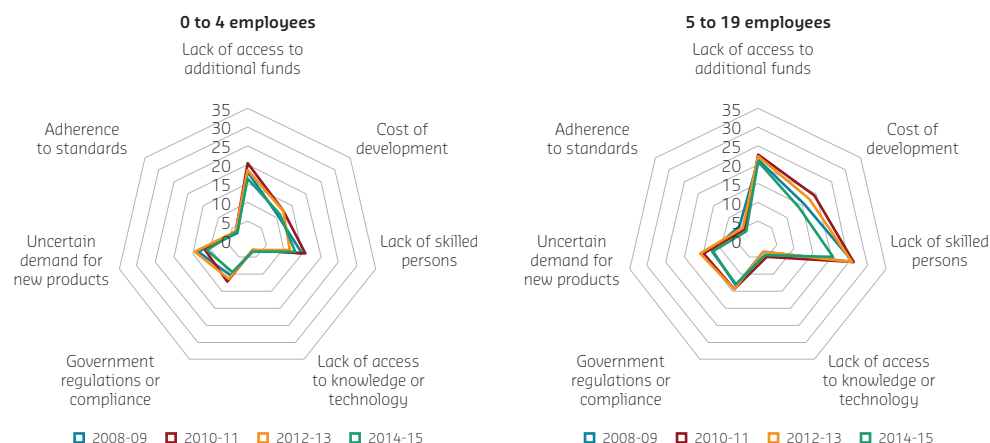 0 to 4 employees
Lack of access to
additional funds
35
30
25
20
15
10
5
0
Cost of
development
Lack of skilled
persons
Lack of access
to knowledge or
technology
Government
regulations or
compliance
Uncertain
demand for
new products
Adherence
to standards
2008-09 2010-11 2012-13 2014-15
5 to 19 employees
Lack of access to
additional funds
35
30
25
20
15
10
5
0
Cost of
development
Lack of skilled
persons
Lack of access
to knowledge or
technology
Government
regulations or
compliance
Uncertain
demand for
new products
Adherence
to standards
2008-09 2010-11 2012-13 2014-15